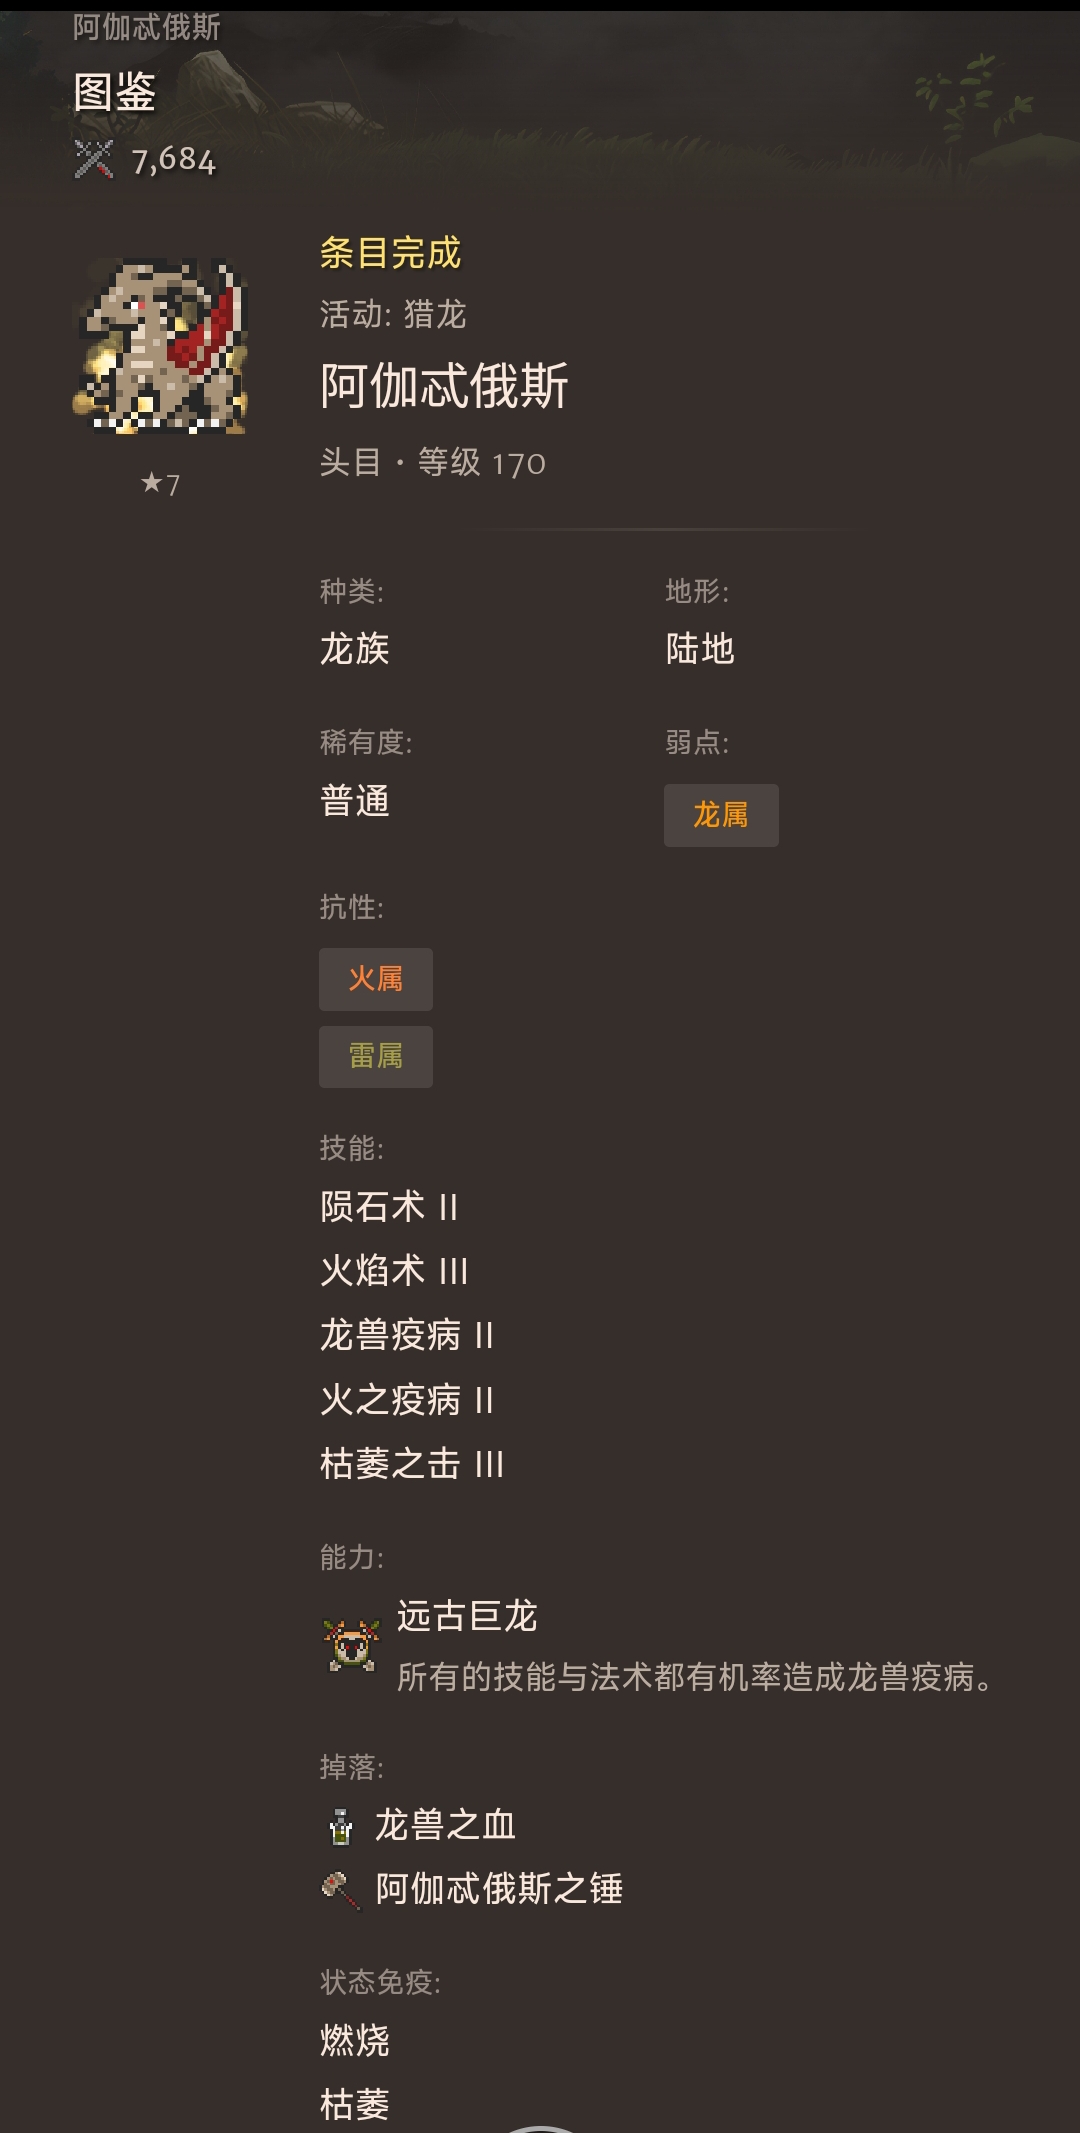 阿伽忒俄斯
图鉴
7,684
条目完成
活动: 猎龙
阿伽忒俄斯
头目 · 等级 170
★7
种类:
龙族
地形:
陆地
稀有度:
普通
弱点:
龙属
抗性:
火属
雷属
技能:
陨石术 II
火焰术 III
龙兽疫病 II
火之疫病 II
枯萎之击 III
能力:
远古巨龙
所有的技能与法术都有机率造成龙兽疫病。
掉落:
龙兽之血
阿伽忒俄斯之锤
状态免疫:
燃烧
枯萎